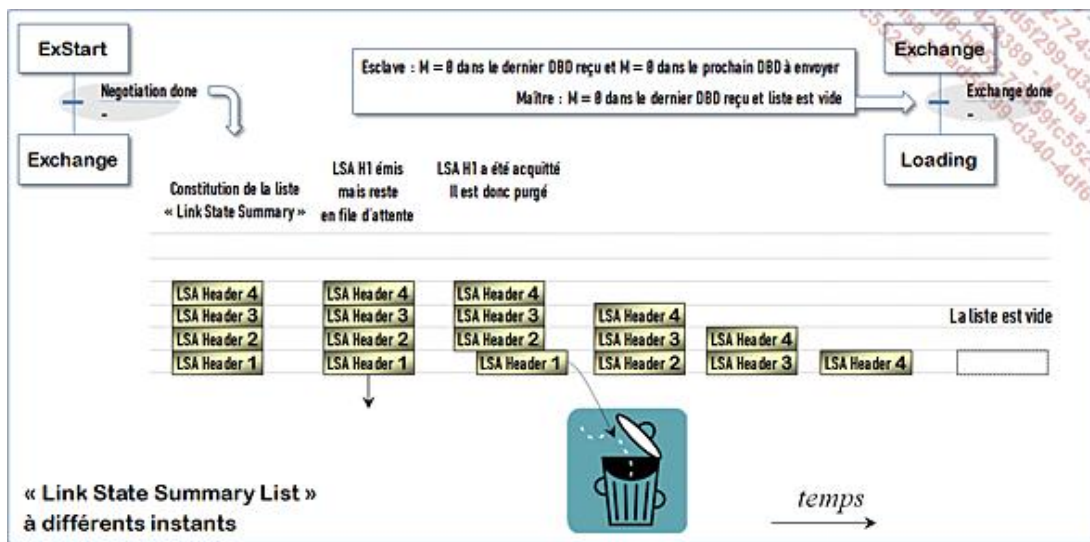 ExStart
Negotiation done
-
Exchange
Esclave : M = 0 dans le dernier DBD reçu et M = 0 dans le prochain DBD à envoyer
Maître : M = 0 dans le dernier DBD reçu et liste est vide
Exchange
Exchange done
-
Loading
Constitution de la liste
« Link State Summary »
LSA H1 émis
mais reste
en file d'attente
LSA H1 a été acquitté
Il est donc purgé
LSA Header 4
LSA Header 3
LSA Header 2
LSA Header 1
LSA Header 4
LSA Header 3
LSA Header 2
LSA Header 1
LSA Header 4
LSA Header 3
LSA Header 2
LSA Header 1
LSA Header 4
LSA Header 3
LSA Header 2
LSA Header 4
LSA Header 3
LSA Header 4
La liste est vide
« Link State Summary List »
à différents instants
temps